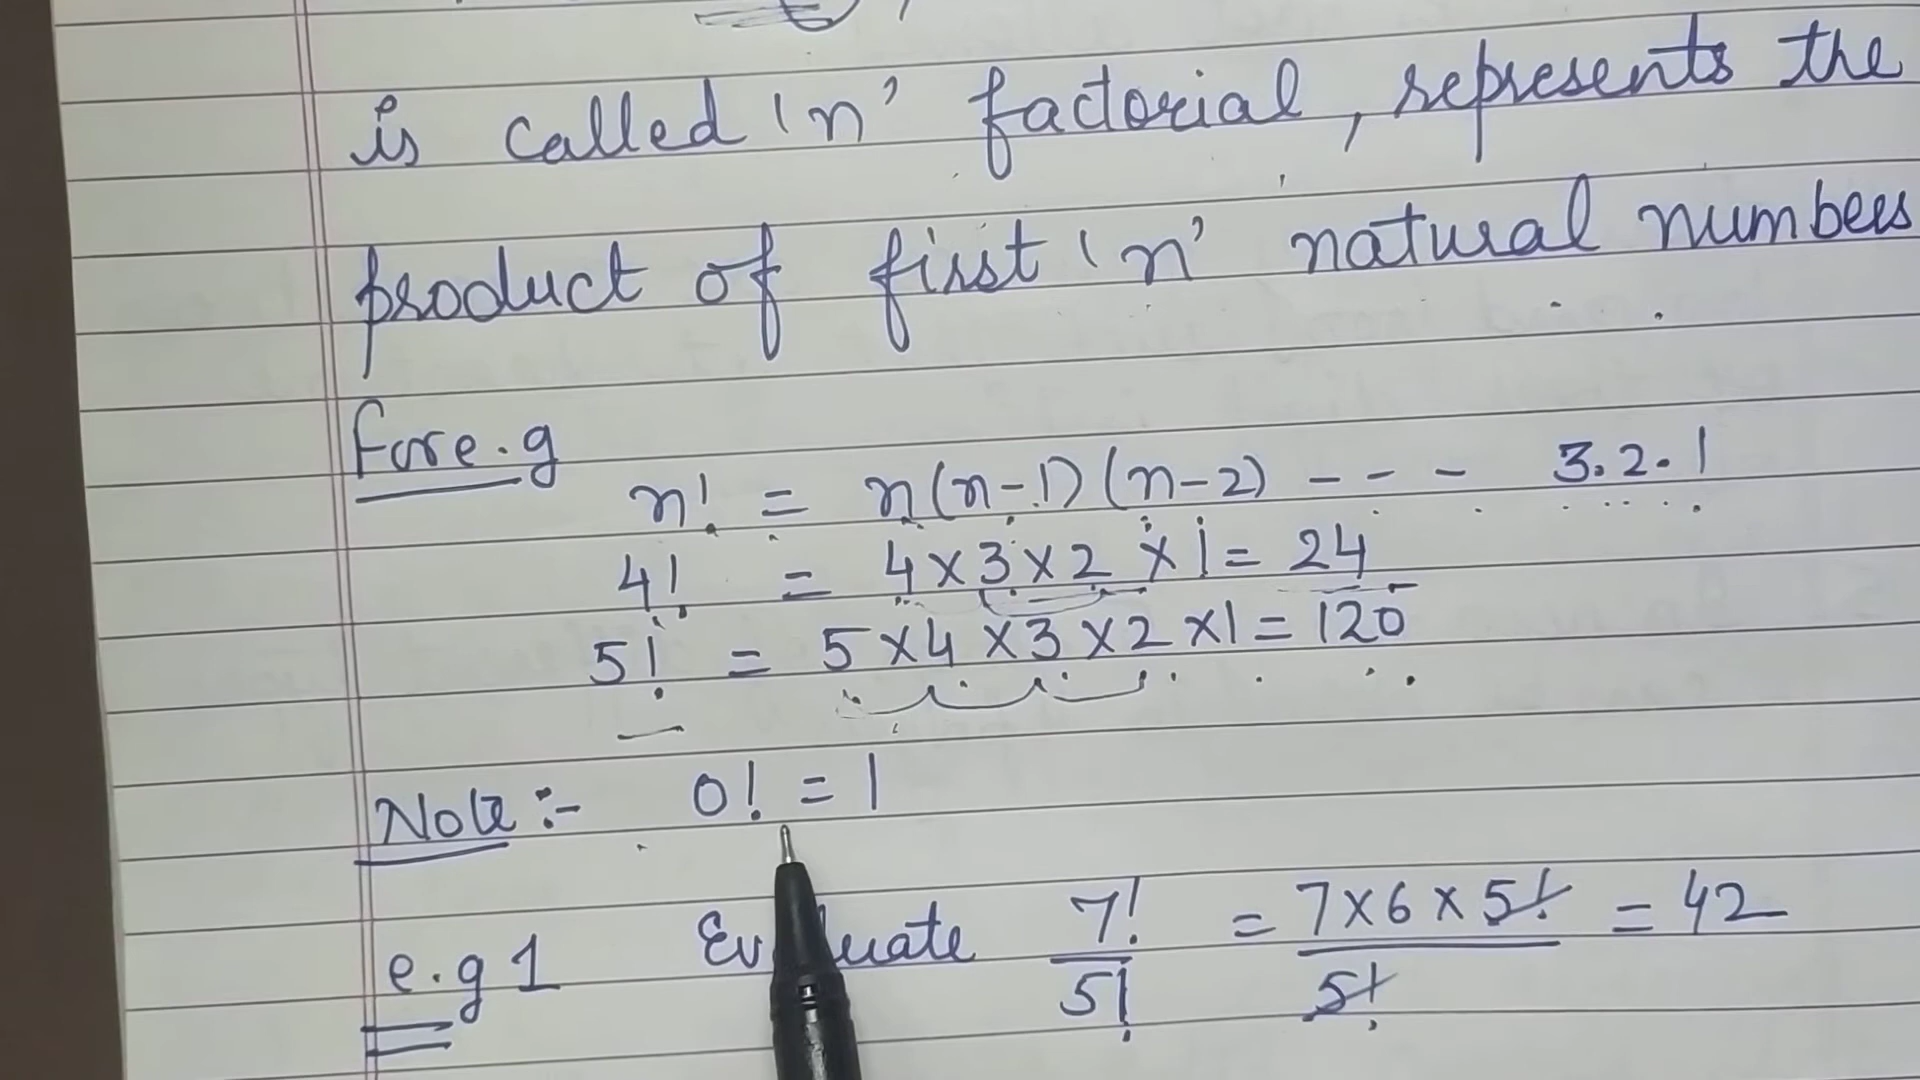 is called 'n' factorial, represents the
product of first 'n' natural numbers
For e.g
n! = n(n-1)(n-2) - - - 3.2.1
4! = 4×3×2×1 = 24
5! = 5×4×3×2×1 = 120
Note:- 0! = 1
e.g 1 Evaluate 7!/5! = 7×6×5!/5! = 42